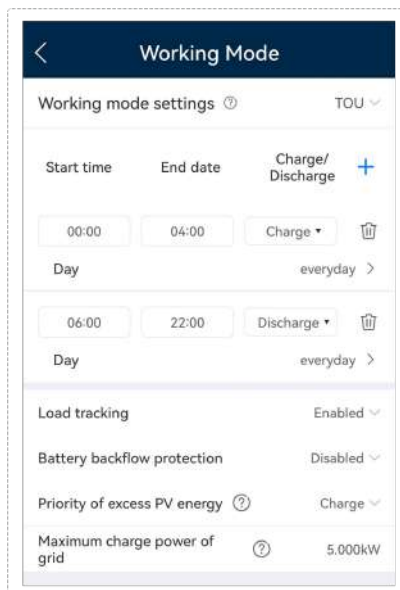 Working Mode
Working mode settings TOU
Start time End date Charge/
Discharge +
00:00 04:00 Charge
Day everyday >
06:00 22:00 Discharge
Day everyday >
Load tracking Enabled
Battery backflow protection Disabled
Priority of excess PV energy ? Charge
Maximum charge power of
grid ? 5.000kW